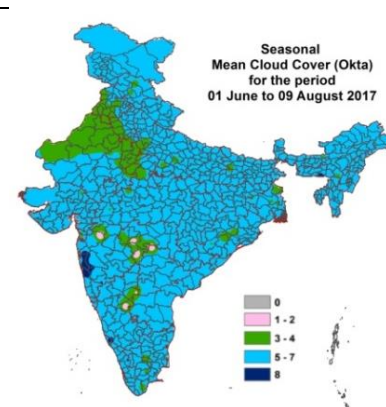 Seasonal
Mean Cloud Cover (Okta)
for the period
01 June to 09 August 2017
0
1 - 2
3 - 4
5 - 7
8